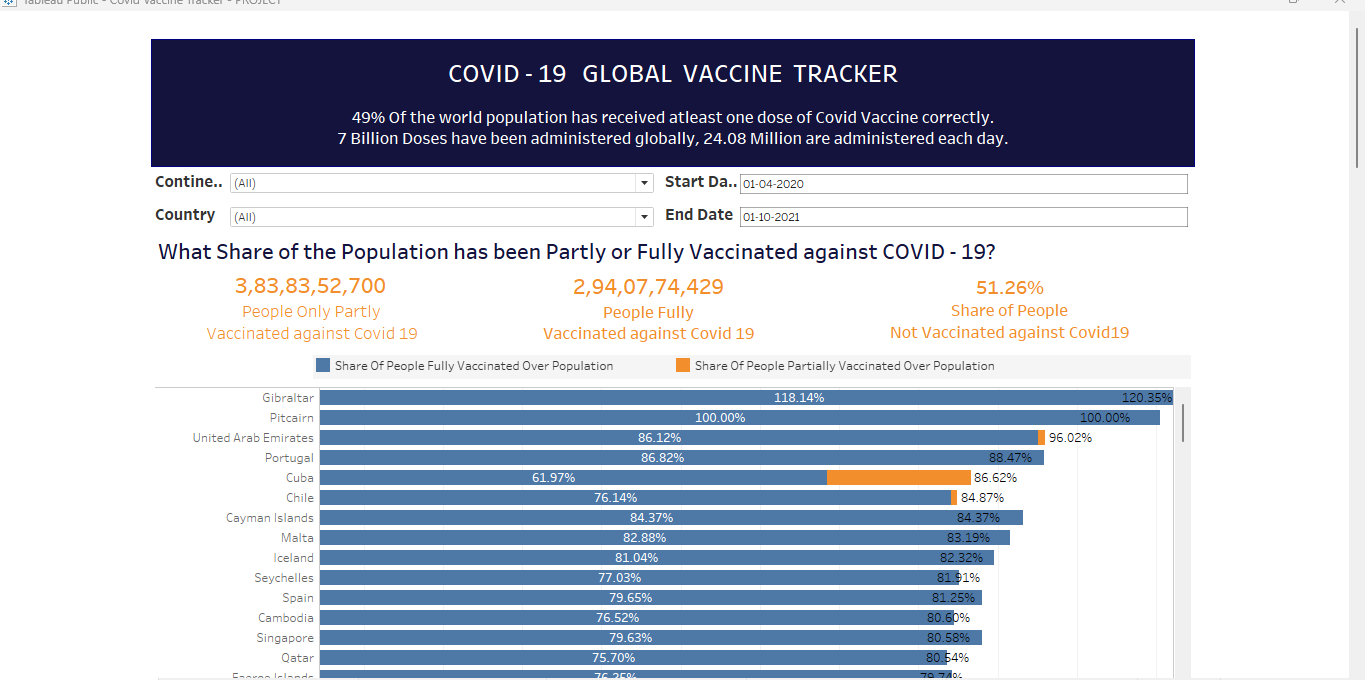 Tableau Public - Covid Vaccine Tracker - PROJECT
COVID - 19 GLOBAL VACCINE TRACKER
49% Of the world population has received atleast one dose of Covid Vaccine correctly.
7 Billion Doses have been administered globally, 24.08 Million are administered each day.
Contine.. (All) Start Da.. 01-04-2020
Country (All) End Date 01-10-2021
What Share of the Population has been Partly or Fully Vaccinated against COVID - 19?
3,83,83,52,700 2,94,07,74,429 51.26%
People Only Partly People Fully Share of People
Vaccinated against Covid 19 Vaccinated against Covid 19 Not Vaccinated against Covid19
Share Of People Fully Vaccinated Over Population Share Of People Partially Vaccinated Over Population
Gibraltar 118.14% 120.35%
Pitcairn 100.00% 100.00%
United Arab Emirates 86.12% 96.02%
Portugal 86.82% 88.47%
Cuba 61.97% 86.62%
Chile 76.14% 84.87%
Cayman Islands 84.37% 84.37%
Malta 82.88% 83.19%
Iceland 81.04% 82.32%
Seychelles 77.03% 81.91%
Spain 79.65% 81.25%
Cambodia 76.52% 80.60%
Singapore 79.63% 80.58%
Qatar 75.70% 80.54%
Faeroe Islands 76.25% 79.74%